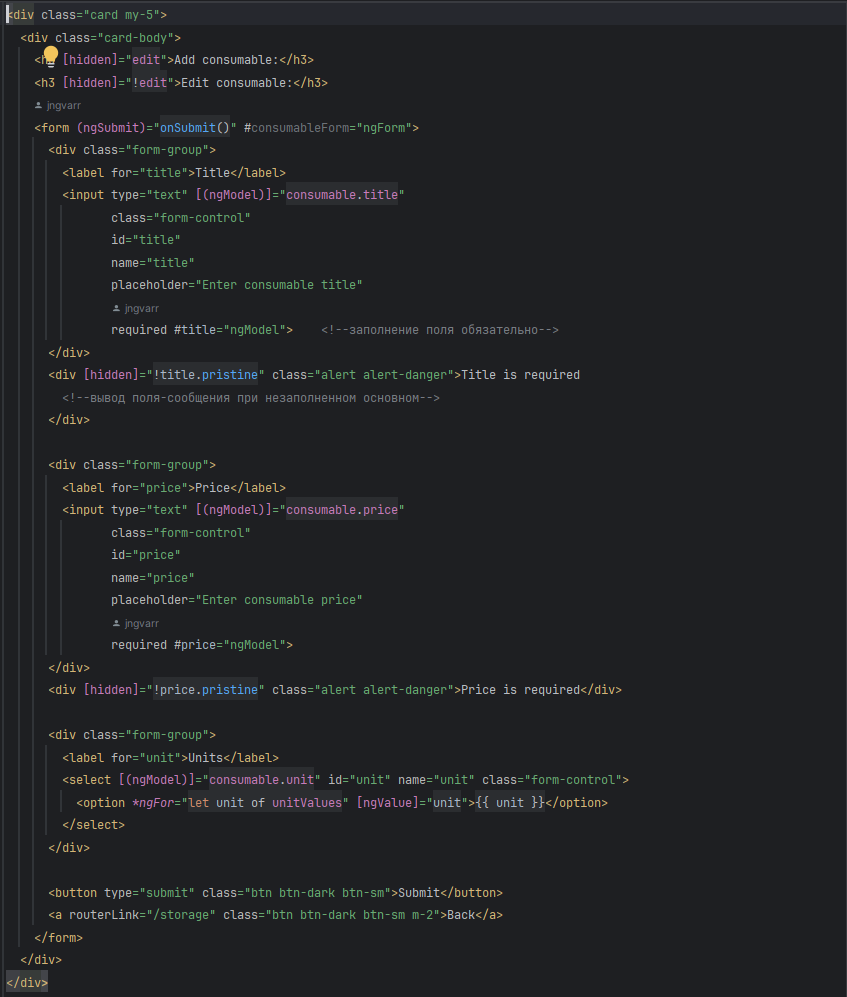 <div class="card my-5">
<div class="card-body">
[hidden]="edit">Add consumable:</h3>
<h3 [hidden]="!edit">Edit consumable:</h3>
jngvarr
<form (ngSubmit)="onSubmit()" #consumableForm="ngForm">
<div class="form-group">
<label for="title">Title</label>
<input type="text" [(ngModel)]="consumable.title"
class="form-control"
id="title"
name="title"
placeholder="Enter consumable title"
jngvarr
required #title="ngModel"> <!--заполнение поля обязательно-->
</div>
<div [hidden]="!title.pristine" class="alert alert-danger">Title is required
<!--вывод поля-сообщения при незаполненном основном-->
</div>
<div class="form-group">
<label for="price">Price</label>
<input type="text" [(ngModel)]="consumable.price"
class="form-control"
id="price"
name="price"
placeholder="Enter consumable price"
jngvarr
required #price="ngModel">
</div>
<div [hidden]="!price.pristine" class="alert alert-danger">Price is required</div>
<div class="form-group">
<label for="unit">Units</label>
<select [(ngModel)]="consumable.unit" id="unit" name="unit" class="form-control">
<option *ngFor="let unit of unitValues" [ngValue]="unit">{{ unit }}</option>
</select>
</div>
<button type="submit" class="btn btn-dark btn-sm">Submit</button>
<a routerLink="/storage" class="btn btn-dark btn-sm m-2">Back</a>
</form>
</div>
</div>